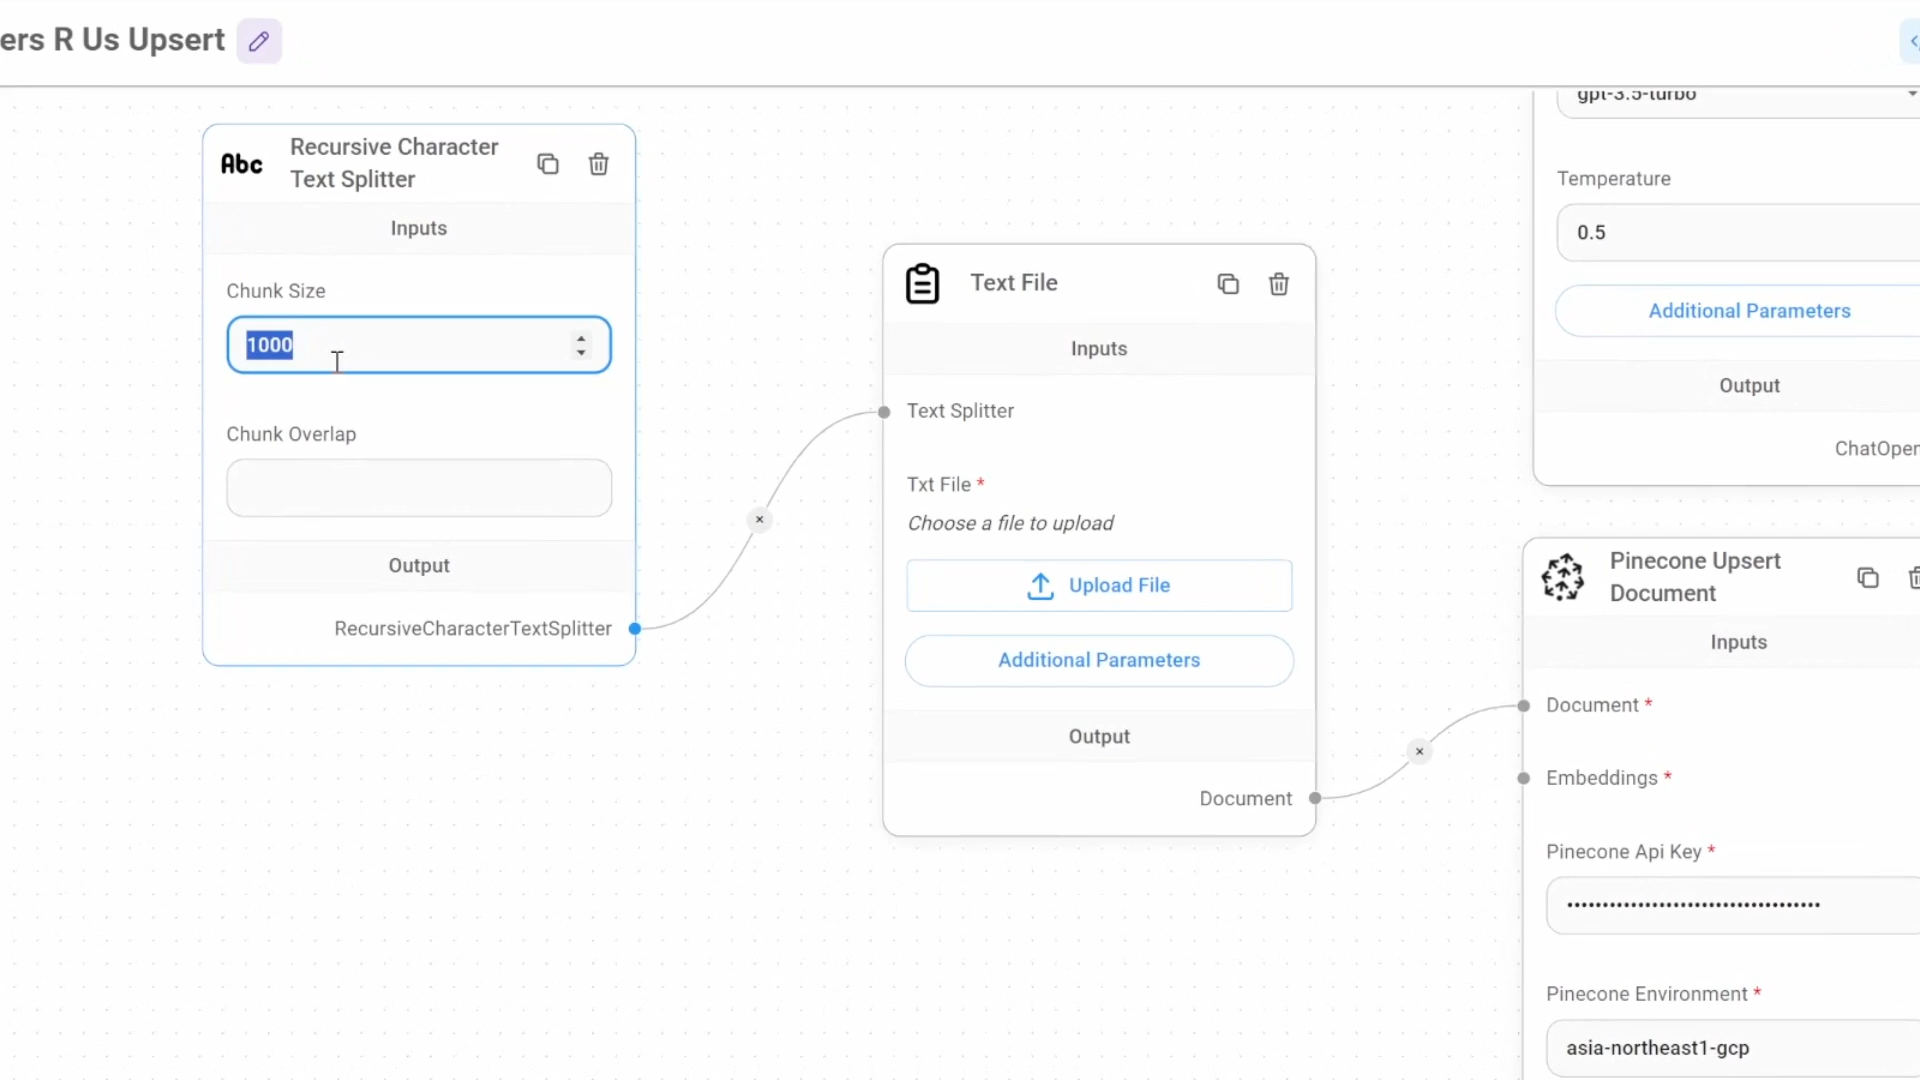 ers R Us Upsert
Abc
Recursive Character
Text Splitter
Inputs
Chunk Size
1000
Chunk Overlap
Output
RecursiveCharacterTextSplitter
Text File
Inputs
Text Splitter
Txt File *
Choose a file to upload
Upload File
Additional Parameters
Output
Document
gpt-3.5-turbo
Temperature
0.5
Additional Parameters
Output
ChatOpen
Pinecone Upsert
Document
Inputs
Document *
Embeddings *
Pinecone Api Key *
••••••••••••••••••••••••••••••••••••
Pinecone Environment *
asia-northeast1-gcp